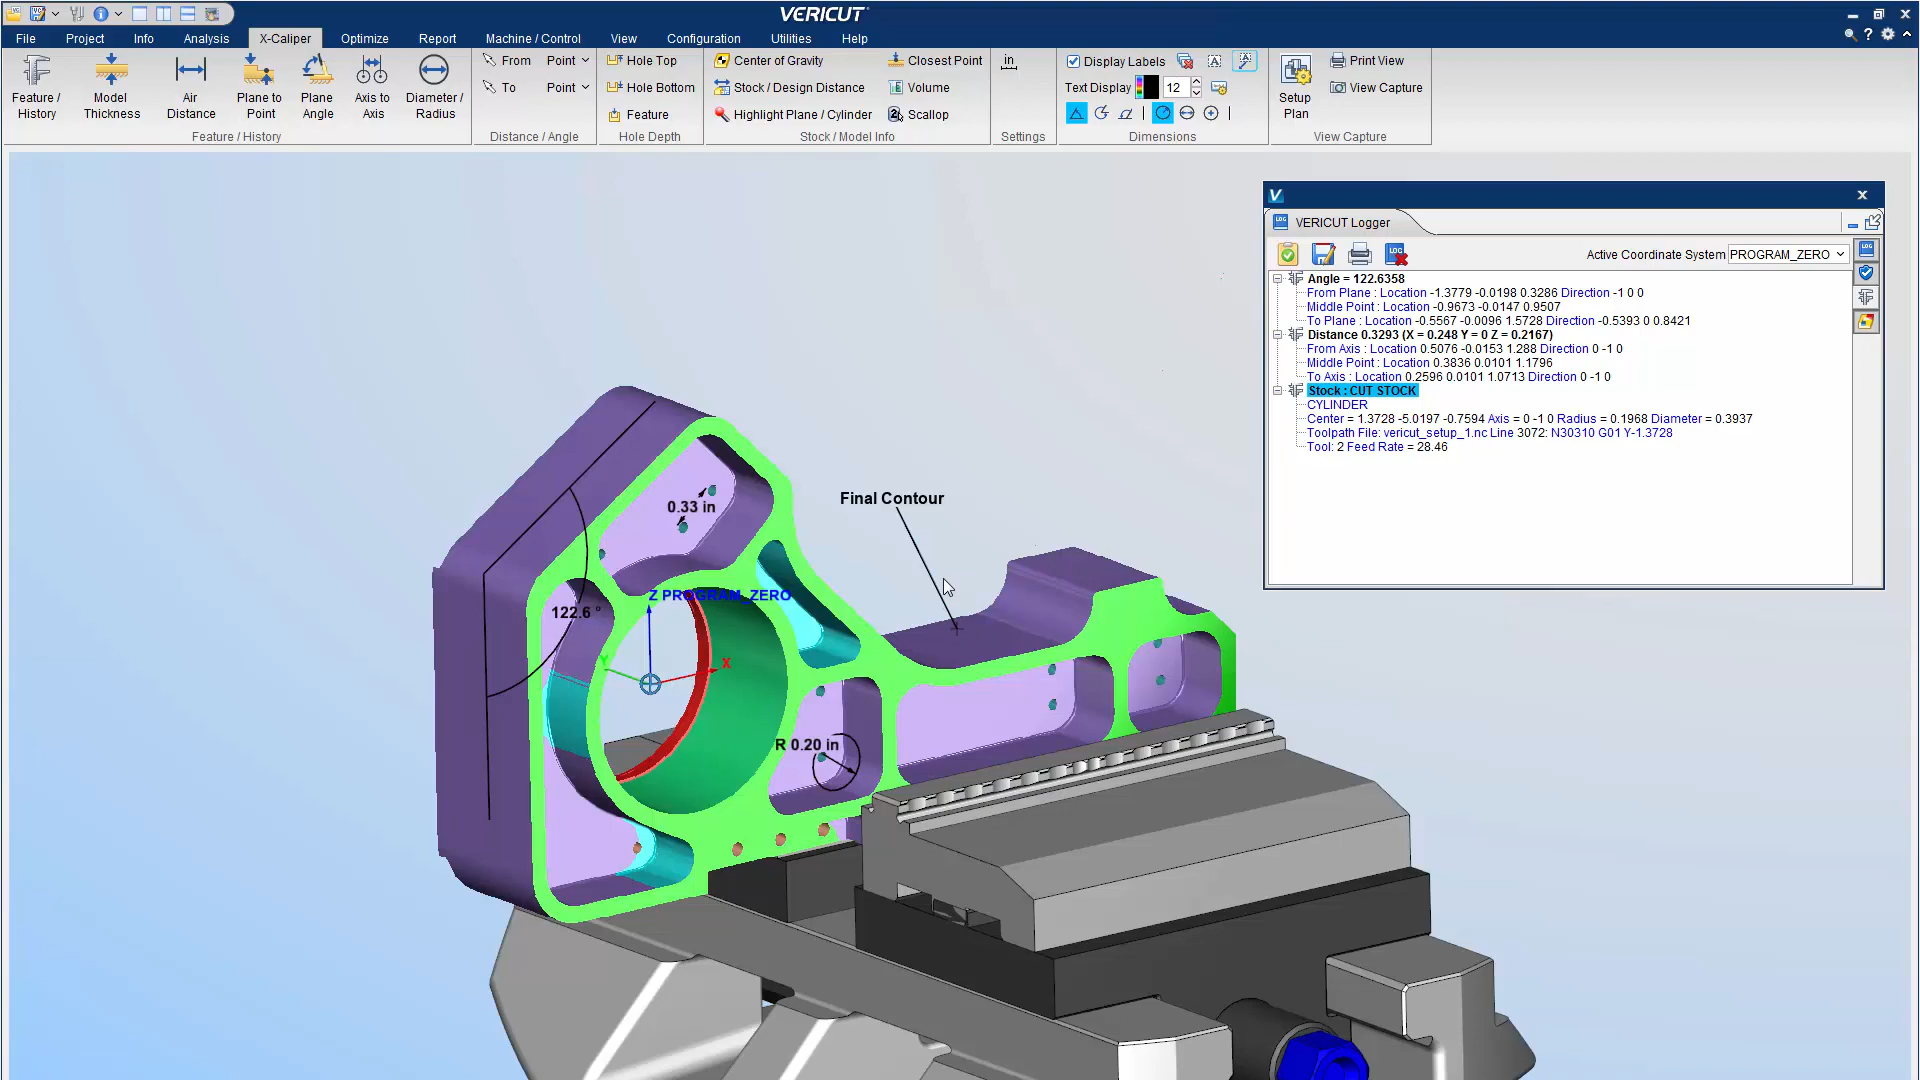 VERICUT
File Project Info Analysis X-Caliper Optimize Report Machine / Control View Configuration Utilities Help
Feature / History
Model Thickness
Air Distance
Plane to Point
Plane Angle
Axis to Axis
Diameter / Radius
Feature / History
From Point
To Point
Distance / Angle
Hole Top
Hole Bottom
Feature
Hole Depth
Center of Gravity
Stock / Design Distance
Highlight Plane / Cylinder
Closest Point
Volume
Scallop
Stock / Model Info
in
Settings
Display Labels
Text Display 12
Dimensions
Setup Plan
Print View
View Capture
View Capture
VERICUT Logger
Active Coordinate System PROGRAM_ZERO
Angle = 122.6358
From Plane : Location -1.3779 -0.0198 0.3286 Direction -1 0 0
Middle Point : Location -0.9673 -0.0147 0.9507
To Plane : Location -0.5567 -0.0096 1.5728 Direction -0.5393 0 0.8421
Distance 0.3293 (X = 0.248 Y = 0 Z = 0.2167)
From Axis : Location 0.5076 -0.0153 1.288 Direction 0 -1 0
Middle Point : Location 0.3836 0.0101 1.1796
To Axis : Location 0.2596 0.0101 1.0713 Direction 0 -1 0
Stock : CUT STOCK
CYLINDER
Center = 1.3728 -5.0197 -0.7594 Axis = 0 -1 0 Radius = 0.1968 Diameter = 0.3937
Toolpath File: vericut_setup_1.nc Line 3072: N30310 G01 Y-1.3728
Tool: 2 Feed Rate = 28.46
Final Contour
0.33 in
Z PROGRAM_ZERO
122.6 °
Y
X
R 0.20 in